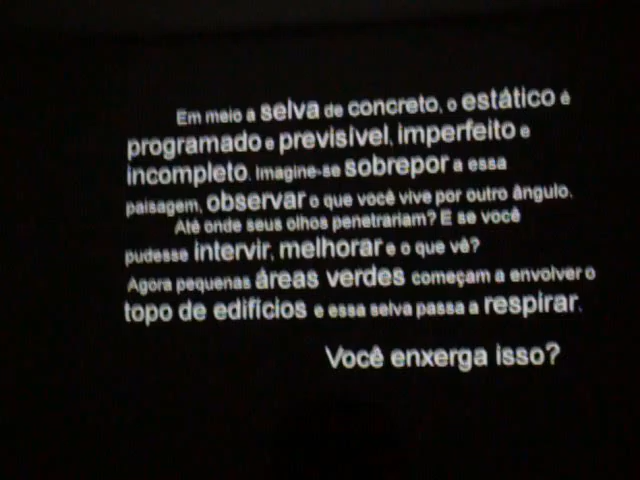 Em meio a selva de concreto, o estático é
programado e previsível, imperfeito e
incompleto. Imagine-se sobrepor a essa
paisagem, observar o que você vive por outro ângulo.
Até onde seus olhos penetrariam? E se você
pudesse intervir, melhorar e o que vê?
Agora pequenas áreas verdes começam a envolver o
topo de edifícios e essa selva passa a respirar.
Você enxerga isso?